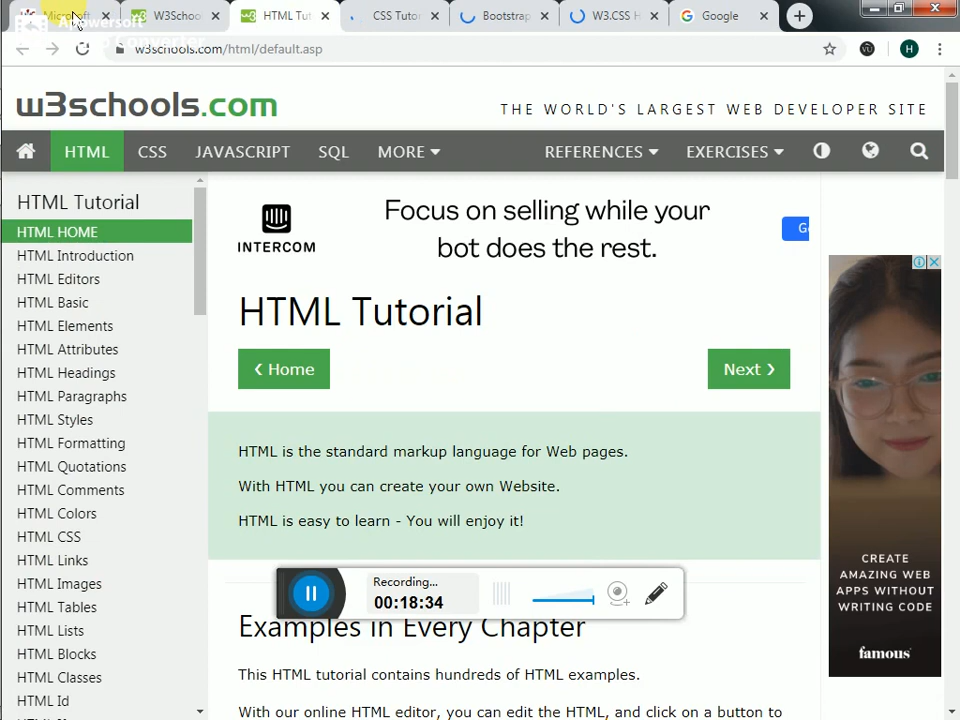 W3Schoo
HTML Tut
CSS Tutor
Bootstrap
W3.CSS H
Google
w3schools.com/html/default.asp
H
w3schools.com
THE WORLD'S LARGEST WEB DEVELOPER SITE
HTML
CSS
JAVASCRIPT
SQL
MORE
REFERENCES
EXERCISES
HTML Tutorial
HTML HOME
HTML Introduction
HTML Editors
HTML Basic
HTML Elements
HTML Attributes
HTML Headings
HTML Paragraphs
HTML Styles
HTML Formatting
HTML Quotations
HTML Comments
HTML Colors
HTML CSS
HTML Links
HTML Images
HTML Tables
HTML Lists
HTML Blocks
HTML Classes
HTML Id
INTERCOM
Focus on selling while your
bot does the rest.
HTML Tutorial
❮ Home
Next ❯
HTML is the standard markup language for Web pages.
With HTML you can create your own Website.
HTML is easy to learn - You will enjoy it!
Recording...
00:18:34
Examples in Every Chapter
This HTML tutorial contains hundreds of HTML examples.
With our online HTML editor, you can edit the HTML, and click on a button to
CREATE
AMAZING WEB
APPS WITHOUT
WRITING CODE
famous